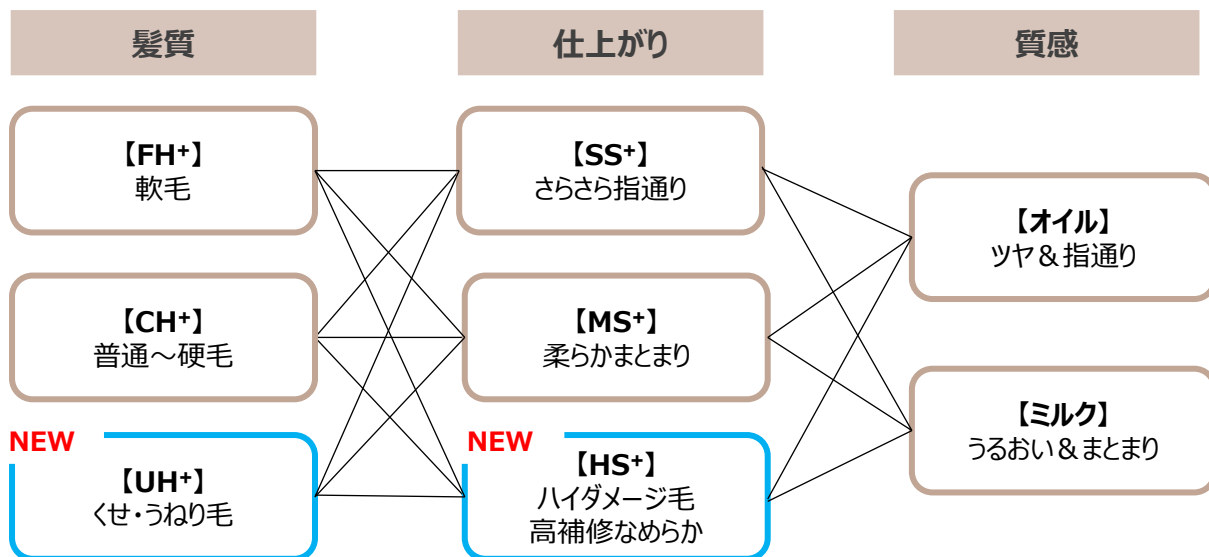 髪質
仕上がり
質感
【FH⁺】
軟毛
【CH⁺】
普通～硬毛
NEW
【UH⁺】
くせ・うねり毛
【SS⁺】
さらさら指通り
【MS⁺】
柔らかまとまり
NEW
【HS⁺】
ハイダメージ毛
高補修なめらか
【オイル】
ツヤ＆指通り
【ミルク】
うるおい＆まとまり